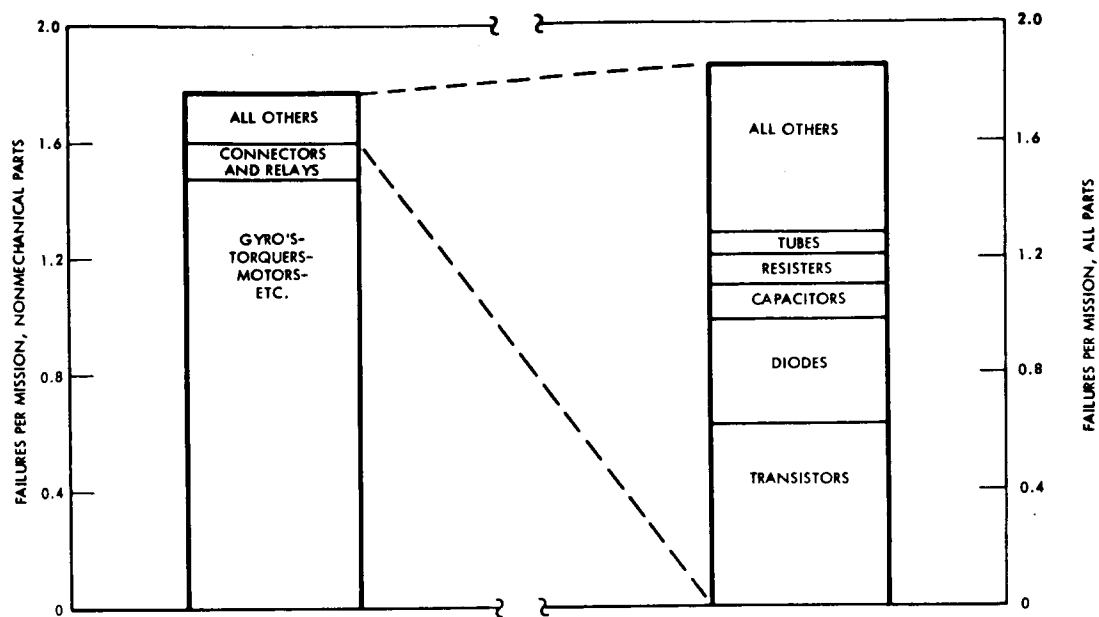 FAILURES PER MISSION, NONMECHANICAL PARTS
2.0
1.6
1.2
0.8
0.4
0
ALL OTHERS
CONNECTORS
AND RELAYS
GYRO'S-
TORQUERS-
MOTORS-
ETC.
ALL OTHERS
TUBES
RESISTERS
CAPACITORS
DIODES
TRANSISTORS
2.0
1.6
1.2
0.8
0.4
0
FAILURES PER MISSION, ALL PARTS